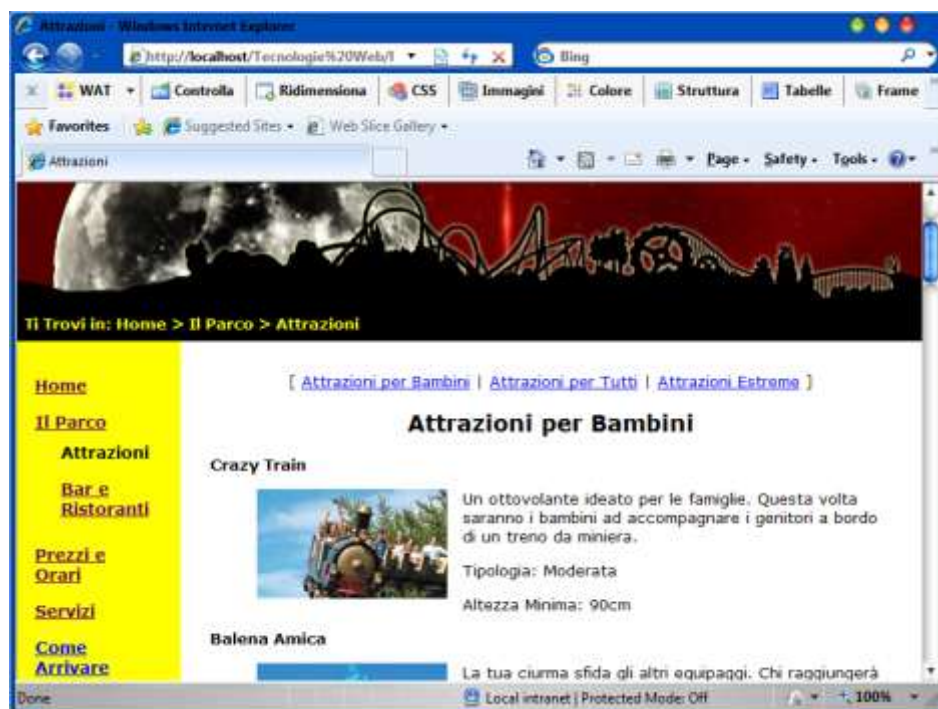 Attrazioni - Windows Internet Explorer
http://localhost/Tecnologie%20Web/
Bing
WAT Controlla Ridimensiona CSS Immagini Colore Struttura Tabelle Frame
Favorites Suggested Sites Web Slice Gallery
Attrazioni Page Safety Tools
Ti Trovi in: Home > Il Parco > Attrazioni
[ Attrazioni per Bambini | Attrazioni per Tutti | Attrazioni Estreme ]
Home
Il Parco
Attrazioni
Bar e
Ristoranti
Prezzi e
Orari
Servizi
Come
Arrivare
Attrazioni per Bambini
Crazy Train
Un ottovolante ideato per le famiglie. Questa volta
saranno i bambini ad accompagnare i genitori a bordo
di un treno da miniera.
Tipologia: Moderata
Altezza Minima: 90cm
Balena Amica
La tua ciurma sfida gli altri equipaggi. Chi raggiungerà
Done Local intranet | Protected Mode: Off 100%